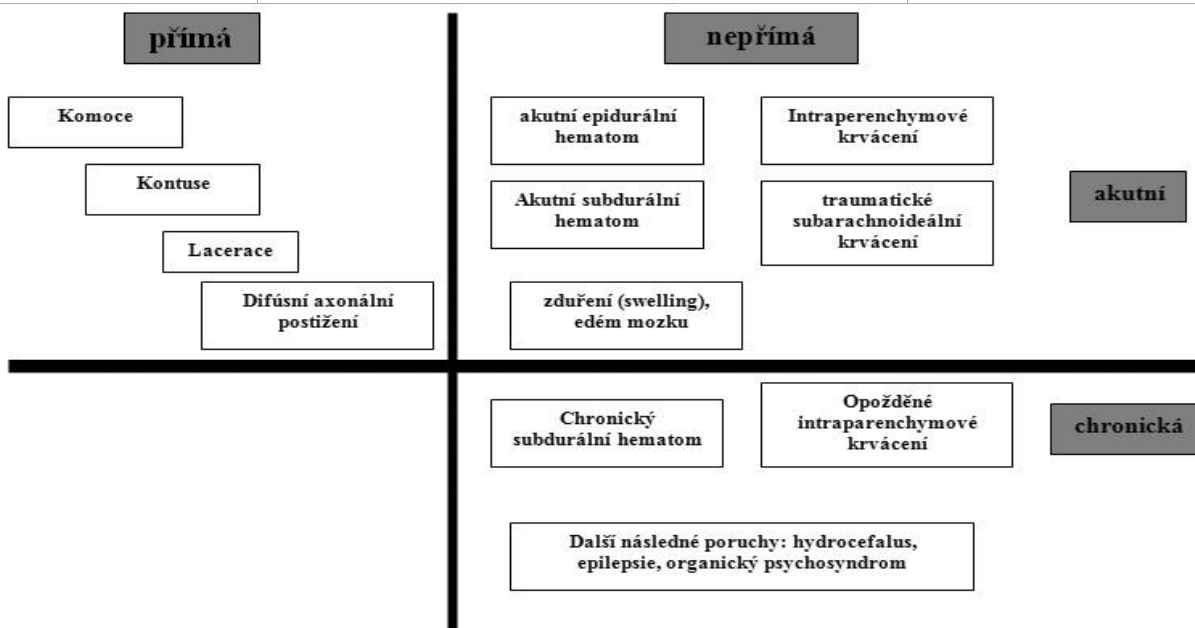 přímá
nepřímá
Komoce
Kontuse
Lacerace
Difúsní axonální
postižení
akutní epidurální
hematom
Intraperenchymové
krvácení
Akutní subdurální
hematom
traumatické
subarachnoideální
krvácení
akutní
zduření (swelling),
edém mozku
Chronický
subdurální hematom
Opožděné
intraparenchymové
krvácení
chronická
Další následné poruchy: hydrocefalus,
epilepsie, organický psychosyndrom